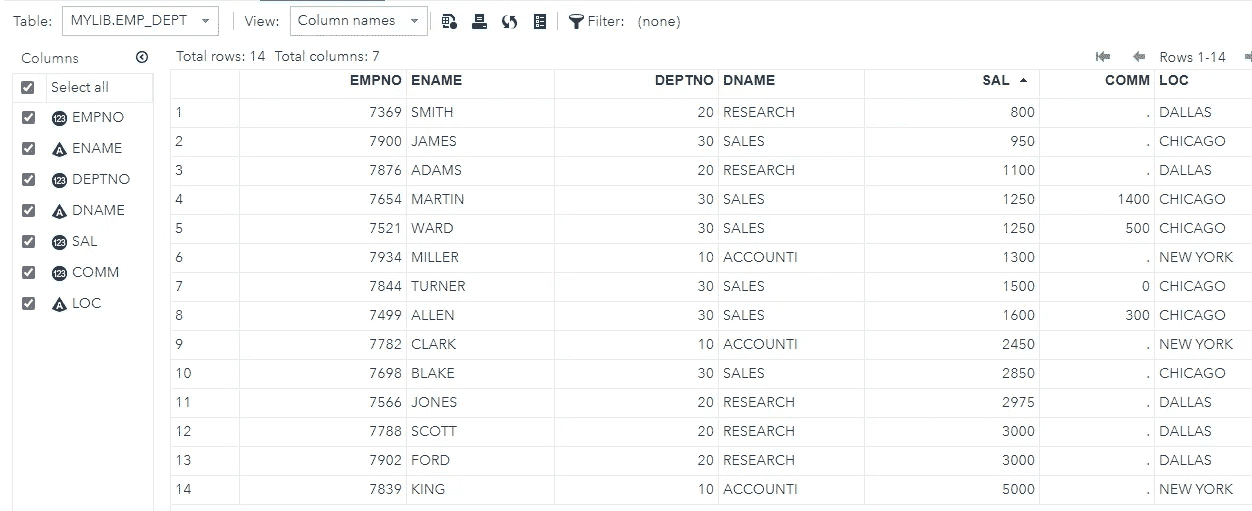 Table: MYLIB.EMP_DEPT View: Column names Filter: (none)
Columns Total rows: 14 Total columns: 7 Rows 1-14
Select all EMPNO ENAME DEPTNO DNAME SAL COMM LOC
1 7369 SMITH 20 RESEARCH 800 . DALLAS
EMPNO
2 7900 JAMES 30 SALES 950 . CHICAGO
ENAME
3 7876 ADAMS 20 RESEARCH 1100 . DALLAS
DEPTNO
4 7654 MARTIN 30 SALES 1250 1400 CHICAGO
DNAME
5 7521 WARD 30 SALES 1250 500 CHICAGO
SAL
6 7934 MILLER 10 ACCOUNTI 1300 . NEW YORK
COMM
7 7844 TURNER 30 SALES 1500 0 CHICAGO
LOC
8 7499 ALLEN 30 SALES 1600 300 CHICAGO
9 7782 CLARK 10 ACCOUNTI 2450 . NEW YORK
10 7698 BLAKE 30 SALES 2850 . CHICAGO
11 7566 JONES 20 RESEARCH 2975 . DALLAS
12 7788 SCOTT 20 RESEARCH 3000 . DALLAS
13 7902 FORD 20 RESEARCH 3000 . DALLAS
14 7839 KING 10 ACCOUNTI 5000 . NEW YORK